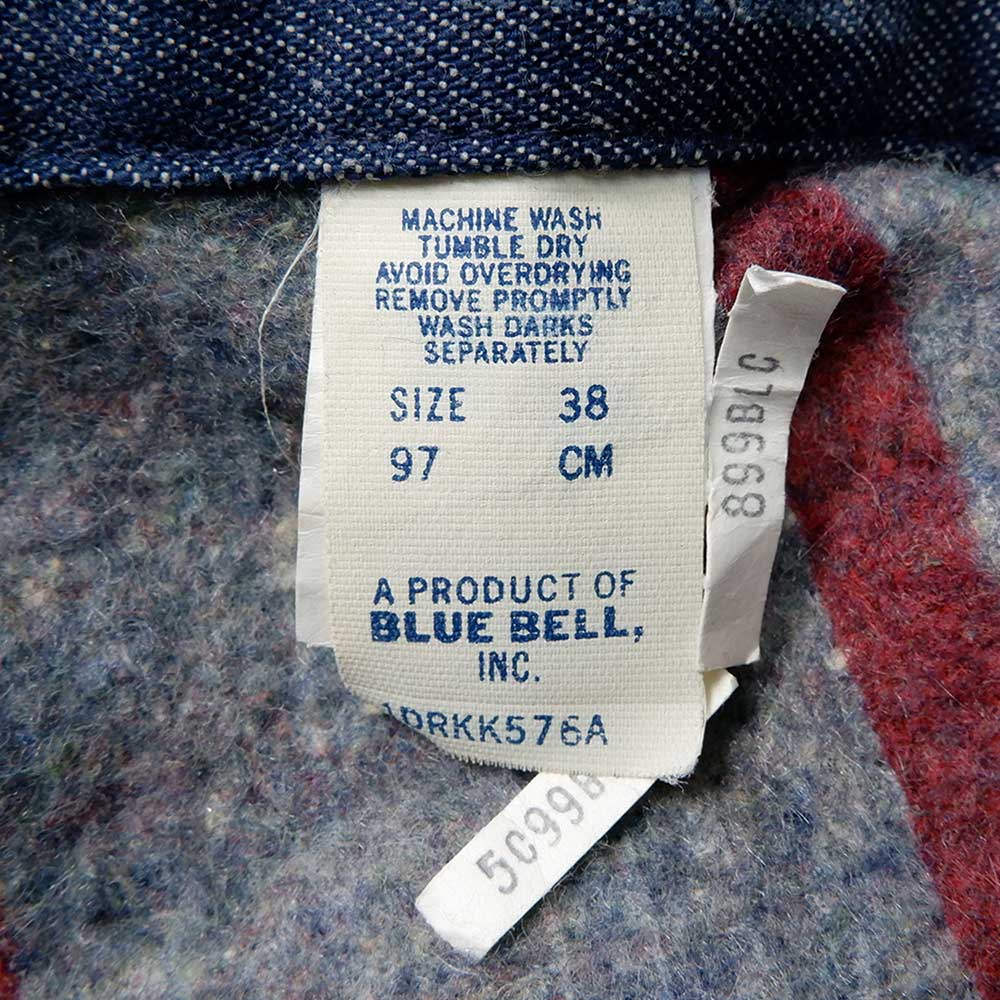 MACHINE WASH
TUMBLE DRY
AVOID OVERDRYING
REMOVE PROMPTLY
WASH DARKS
SEPARATELY
SIZE 38
97 CM
A PRODUCT OF
BLUE BELL,
INC.
1DRKK576A
899BLC
5C99B